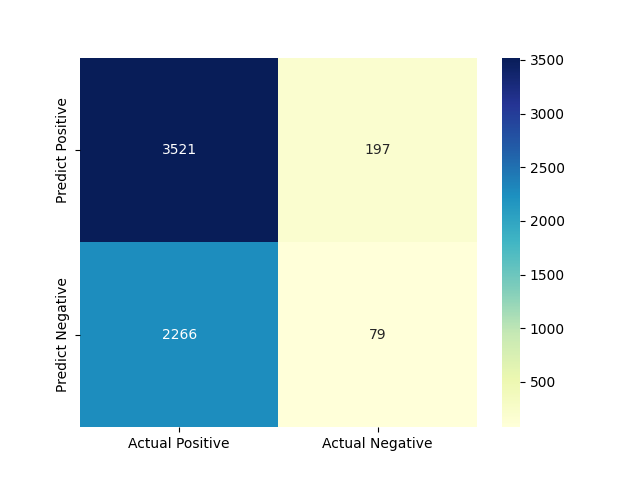 Predict Positive
3521
197
Predict Negative
2266
79
Actual Positive
Actual Negative
3500
3000
2500
2000
1500
1000
500